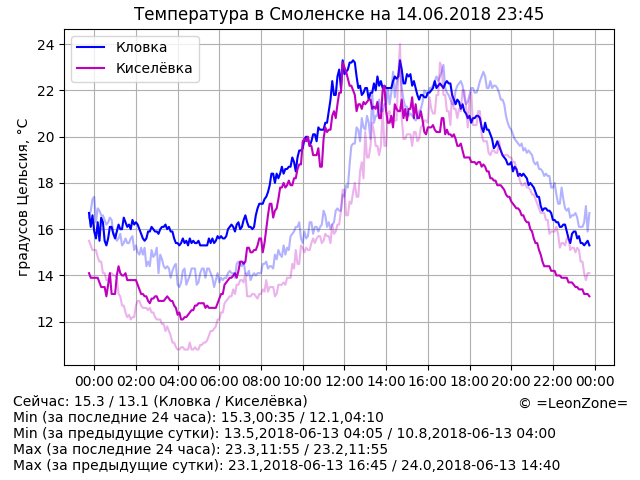 Температура в Смоленске на 14.06.2018 23:45
градусов Цельсия, °C
24
22
20
18
16
14
12
Кловка
Киселёвка
00:00 02:00 04:00 06:00 08:00 10:00 12:00 14:00 16:00 18:00 20:00 22:00 00:00
Сейчас: 15.3 / 13.1 (Кловка / Киселёвка)
© =LeonZone=
Min (за последние 24 часа): 15.3,00:35 / 12.1,04:10
Min (за предыдущие сутки): 13.5,2018-06-13 04:05 / 10.8,2018-06-13 04:00
Max (за последние 24 часа): 23.3,11:55 / 23.2,11:55
Max (за предыдущие сутки): 23.1,2018-06-13 16:45 / 24.0,2018-06-13 14:40